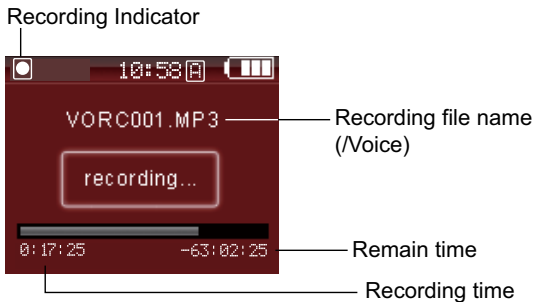 Recording Indicator
10:58 A
VORC001.MP3
Recording file name
(/Voice)
recording...
0:17:25 -63:02:25
Remain time
Recording time